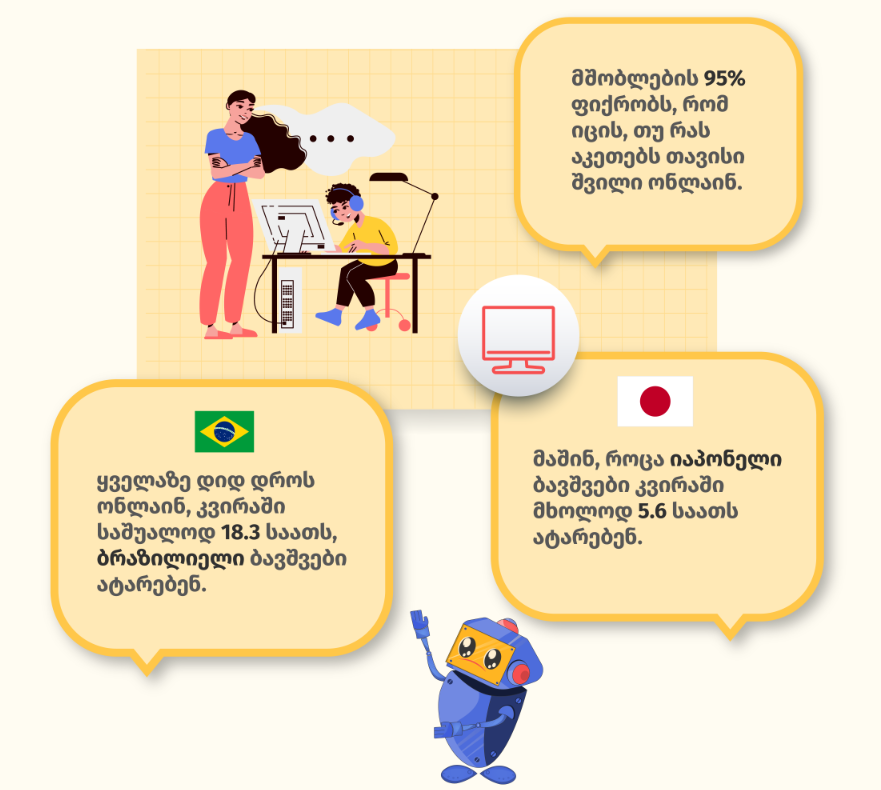 მშობლების 95%
ფიქრობს, რომ
იცის, თუ რას
აკეთებს თავისი
შვილი ონლაინ.
ყველაზე დიდ დროს
ონლაინ, კვირაში
საშუალოდ 18.3 საათს,
ბრაზილიელი ბავშვები
ატარებენ.
მაშინ, როცა იაპონელი
ბავშვები კვირაში
მხოლოდ 5.6 საათს
ატარებენ.